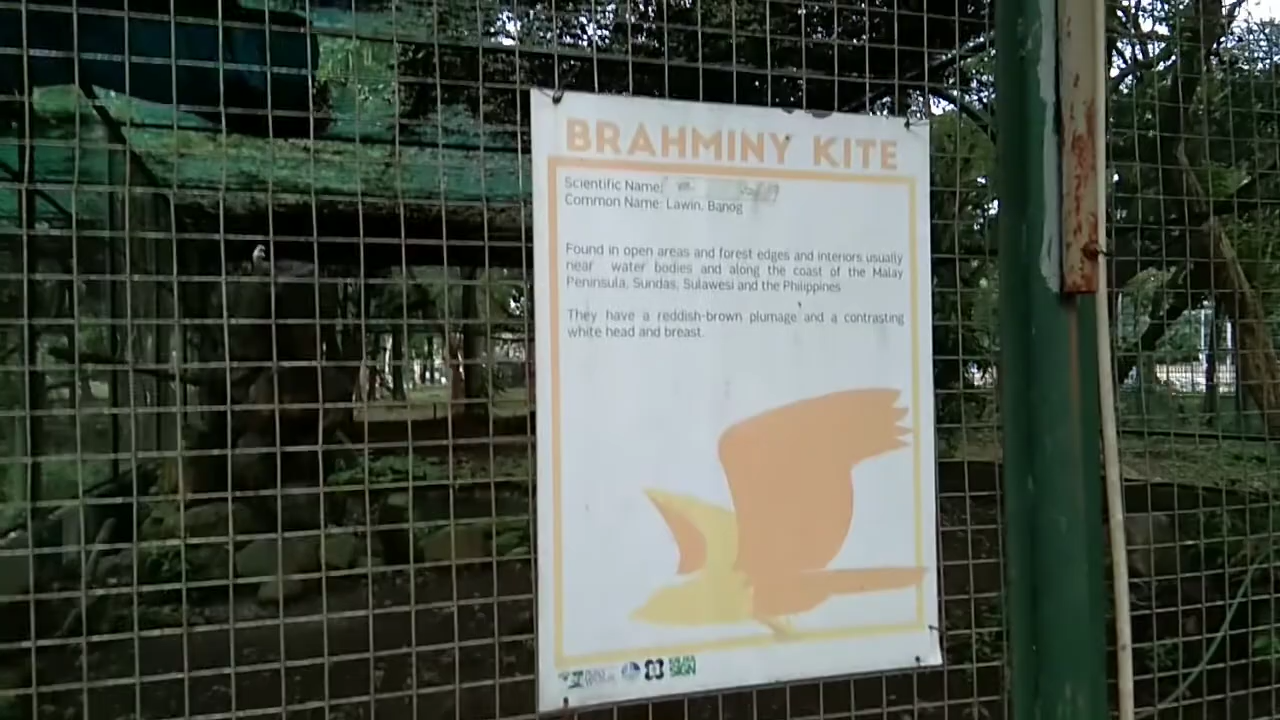 BRAHMINY KITE
Scientific Name:
Common Name: Lawin, Banog
Found in open areas and forest edges and interiors usually
near water bodies and along the coast of the Malay
Peninsula, Sundas, Sulawesi and the Philippines
They have a reddish-brown plumage and a contrasting
white head and breast.